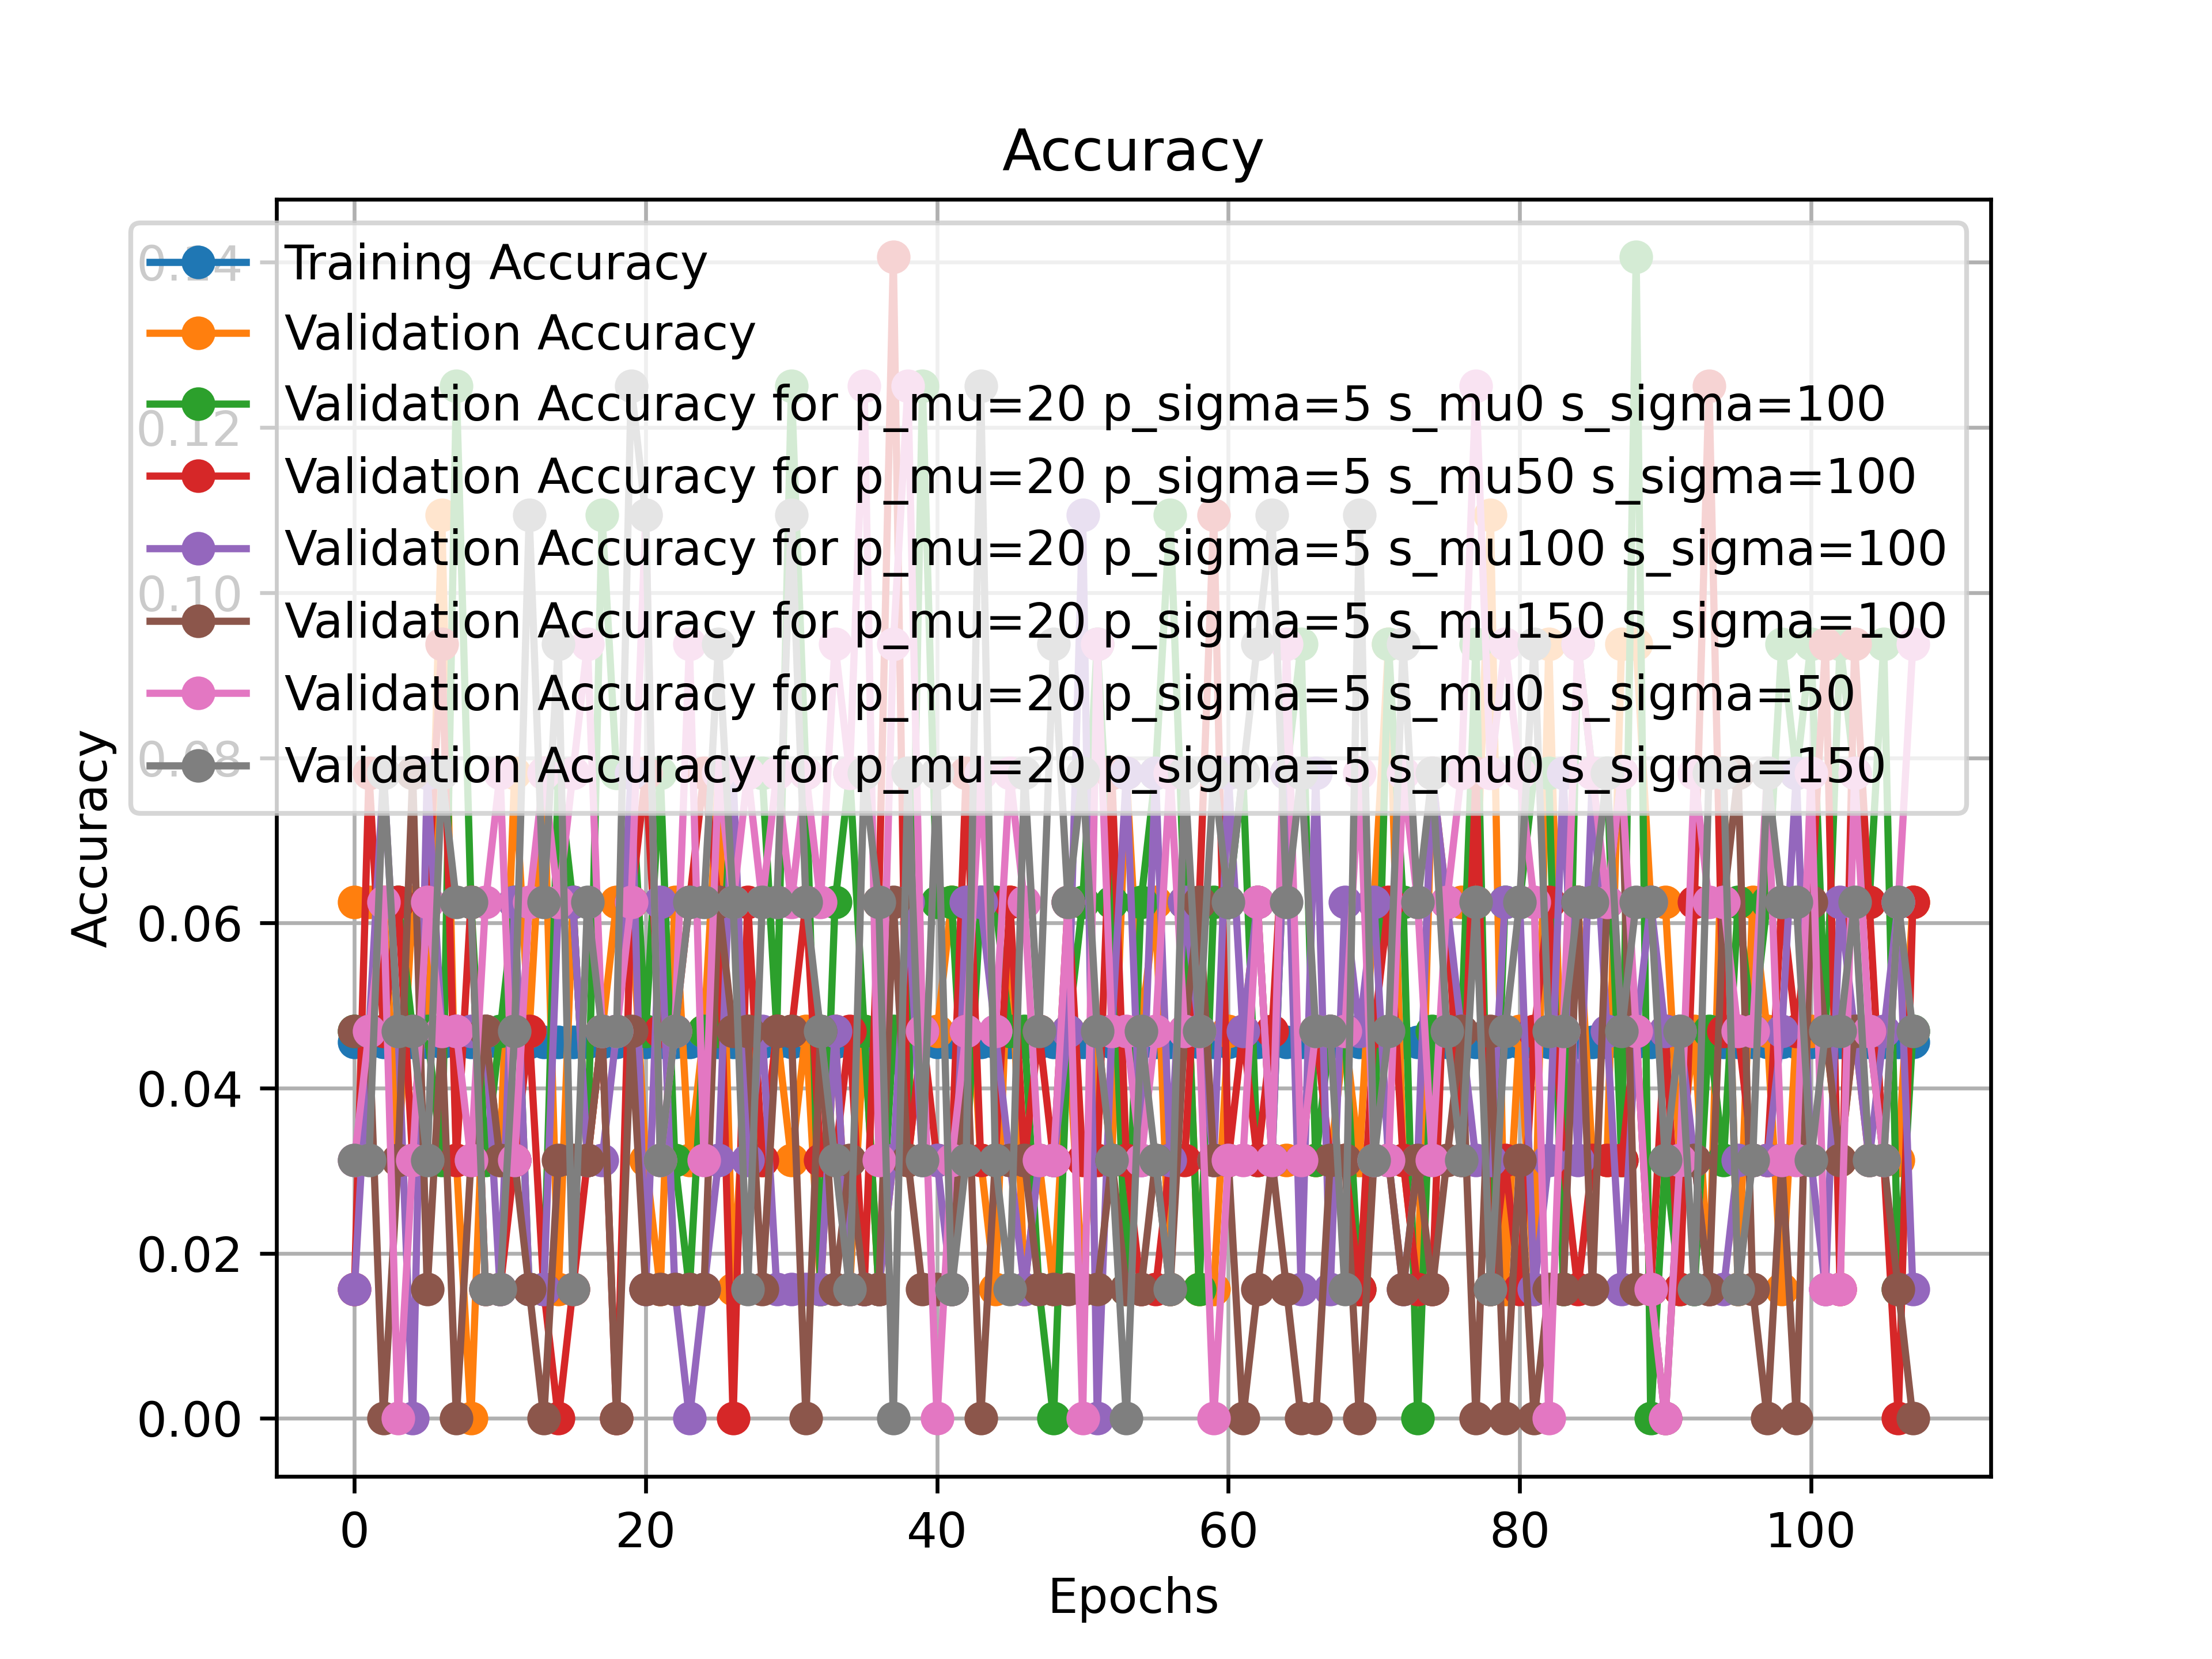 Accuracy
Training Accuracy
Validation Accuracy
Validation Accuracy for p_mu=20 p_sigma=5 s_mu0 s_sigma=100
Validation Accuracy for p_mu=20 p_sigma=5 s_mu50 s_sigma=100
Validation Accuracy for p_mu=20 p_sigma=5 s_mu100 s_sigma=100
Validation Accuracy for p_mu=20 p_sigma=5 s_mu150 s_sigma=100
Validation Accuracy for p_mu=20 p_sigma=5 s_mu0 s_sigma=50
Validation Accuracy for p_mu=20 p_sigma=5 s_mu0 s_sigma=150
Accuracy
0.14
0.12
0.10
0.08
0.06
0.04
0.02
0.00
0 20 40 60 80 100
Epochs